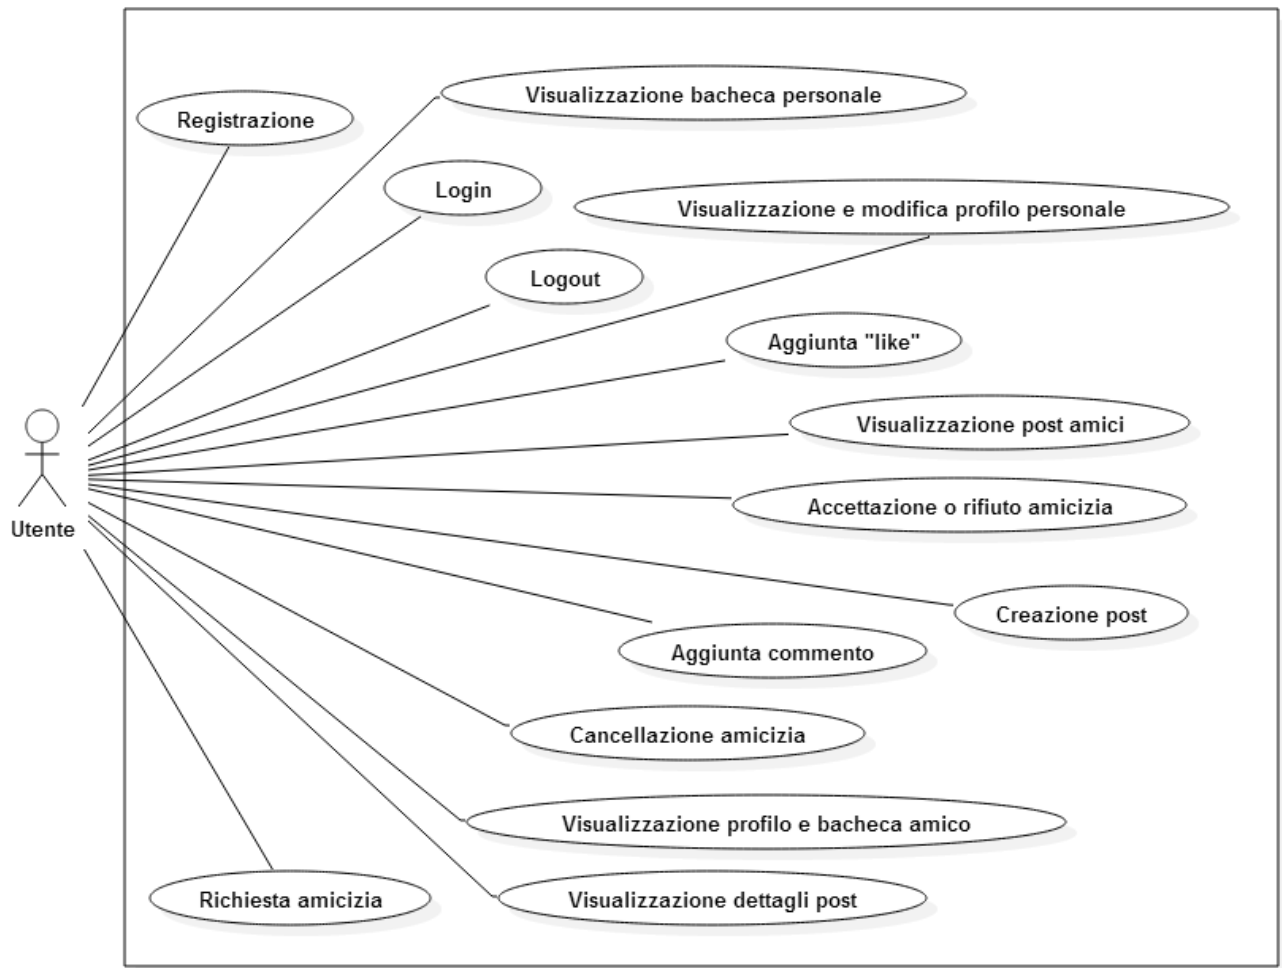 Visualizzazione bacheca personale
Registrazione
Login
Visualizzazione e modifica profilo personale
Logout
Aggiunta "like"
Visualizzazione post amici
Accettazione o rifiuto amicizia
Utente
Creazione post
Aggiunta commento
Cancellazione amicizia
Visualizzazione profilo e bacheca amico
Richiesta amicizia
Visualizzazione dettagli post